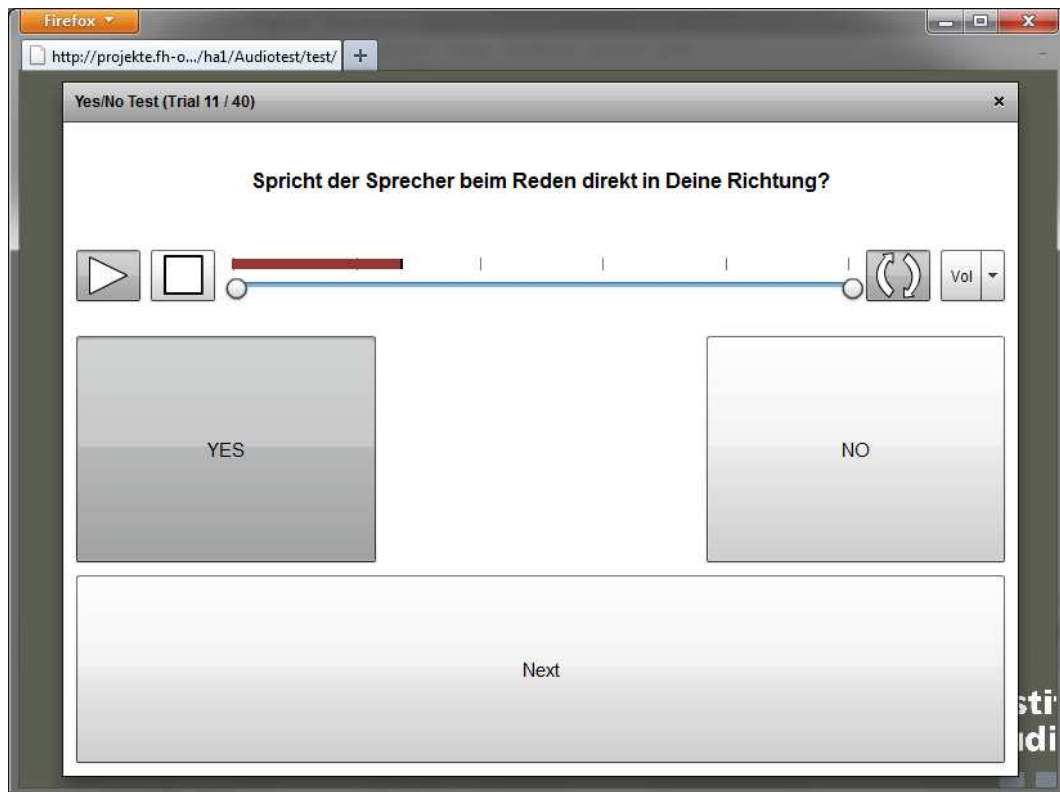 Firefox
http://projekte.fh-o.../ha1/Audiotest/test/
Yes/No Test (Trial 11 / 40)
Spricht der Sprecher beim Reden direkt in Deine Richtung?
Vol
YES
NO
Next